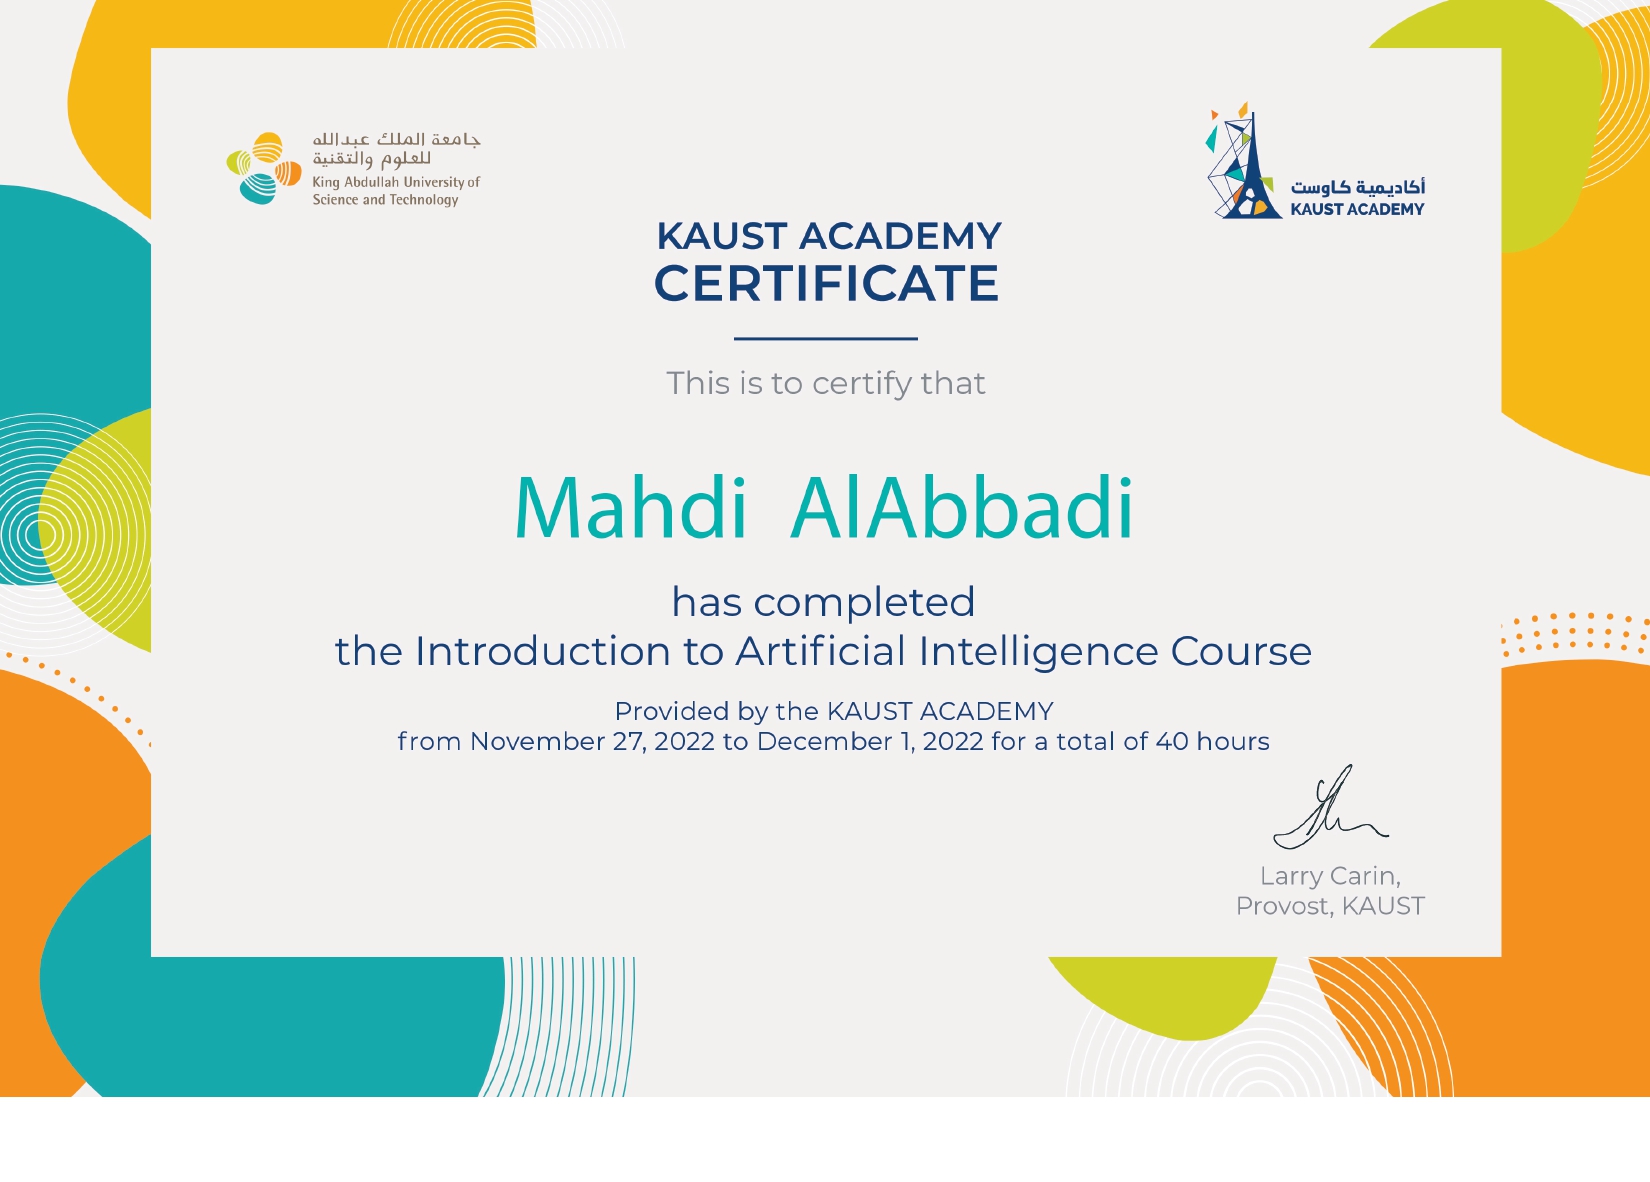 جامعة الملك عبدالله
للعلوم والتقنية
King Abdullah University of
Science and Technology
أكاديمية كاوست
KAUST ACADEMY
KAUST ACADEMY
CERTIFICATE
This is to certify that
Mahdi AlAbbadi
has completed
the Introduction to Artificial Intelligence Course
Provided by the KAUST ACADEMY
from November 27, 2022 to December 1, 2022 for a total of 40 hours
Larry Carin,
Provost, KAUST